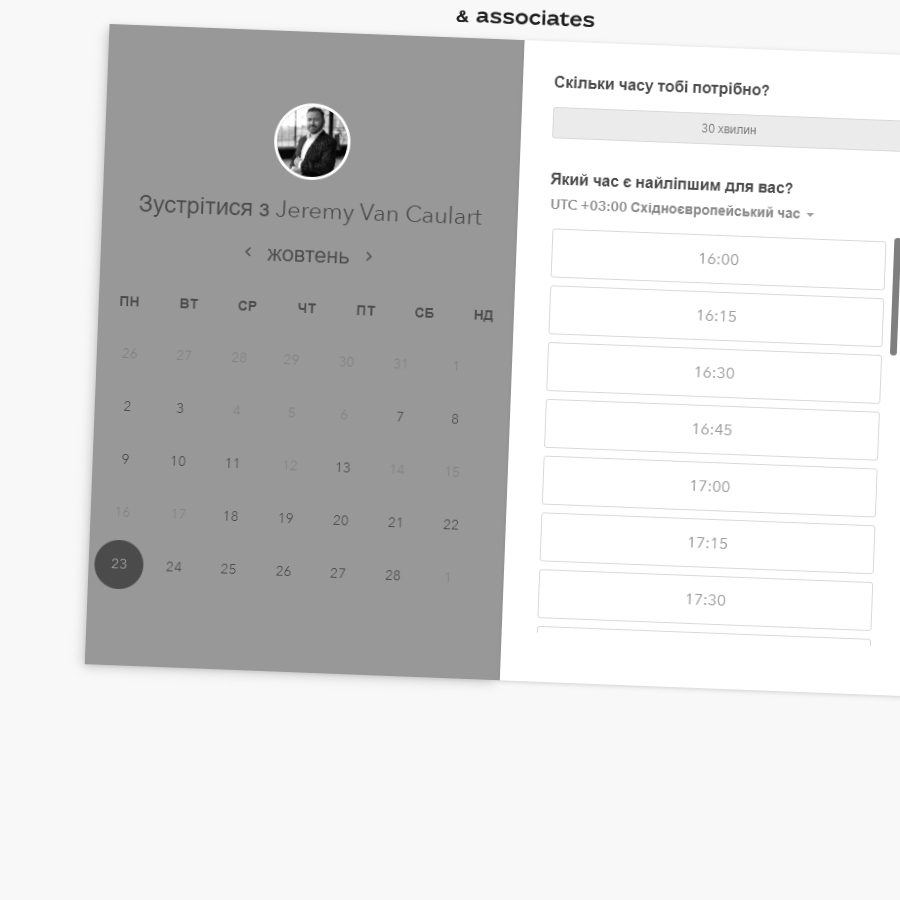 & associates
Зустрітися з Jeremy Van Caulart
жовтень
ПН ВТ СР ЧТ ПТ СБ НД
26 27 28 29 30 31 1
2 3 4 5 6 7 8
9 10 11 12 13 14 15
16 17 18 19 20 21 22
23 24 25 26 27 28 1
Скільки часу тобі потрібно?
30 хвилин
Який час є найліпшим для вас?
UTC +03:00 Східноєвропейський час
16:00
16:15
16:30
16:45
17:00
17:15
17:30